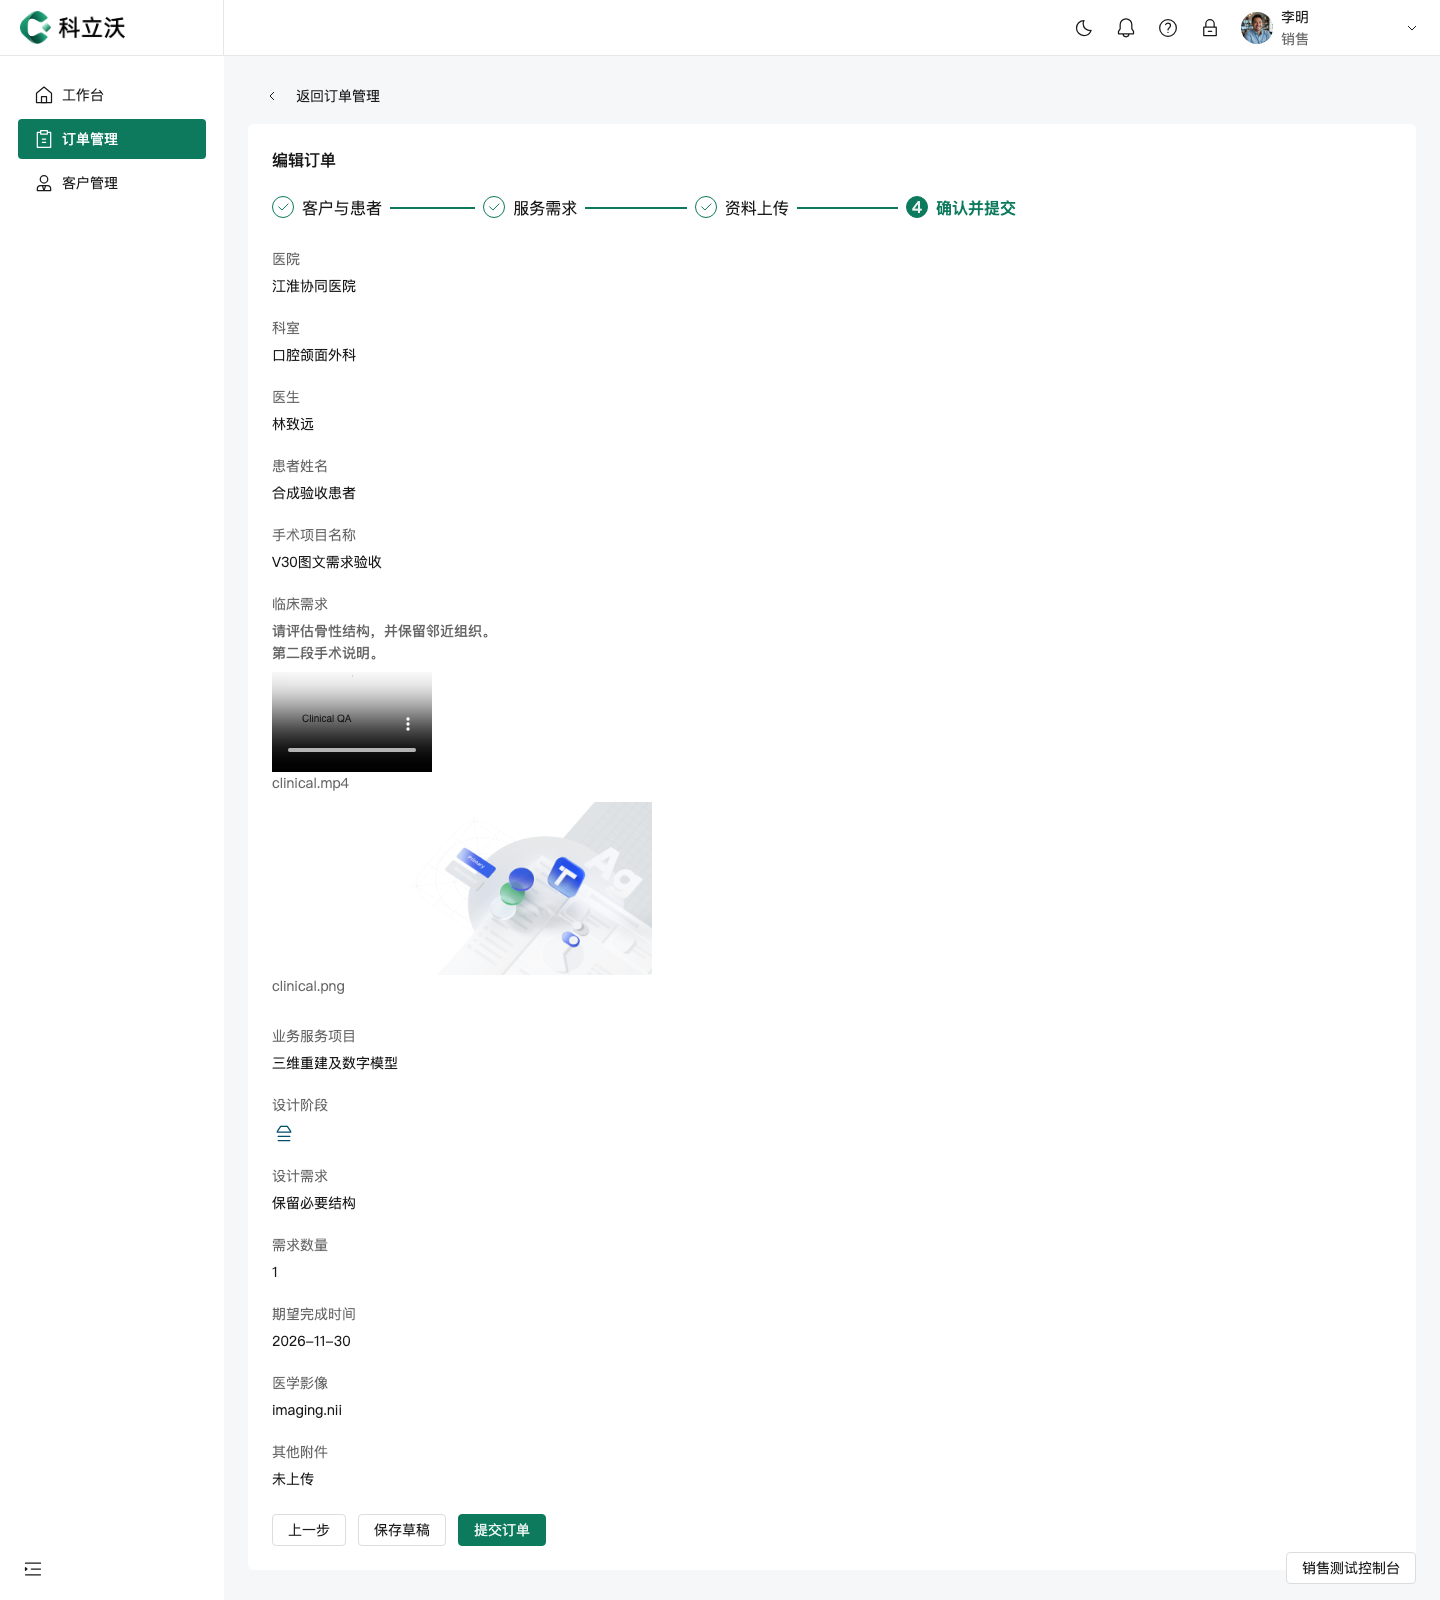 科立沃
李明
销售
工作台
订单管理
客户管理
返回订单管理
编辑订单
客户与患者
服务需求
资料上传
4 确认并提交
医院
江淮协同医院
科室
口腔颌面外科
医生
林致远
患者姓名
合成验收患者
手术项目名称
V30图文需求验收
临床需求
请评估骨性结构，并保留邻近组织。
第二段手术说明。
Clinical QA
clinical.mp4
Primary
T
Ag
clinical.png
业务服务项目
三维重建及数字模型
设计阶段
设计需求
保留必要结构
需求数量
1
期望完成时间
2026-11-30
医学影像
imaging.nii
其他附件
未上传
上一步
保存草稿
提交订单
销售测试控制台